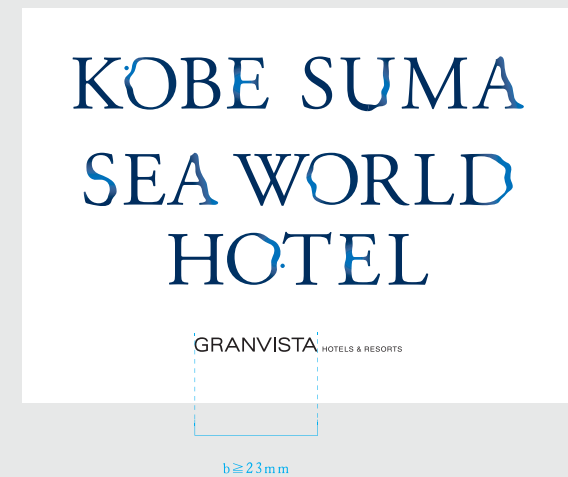 KOBE SUMA
SEA WORLD
HOTEL
GRANVISTA HOTELS & RESORTS
b≧23mm